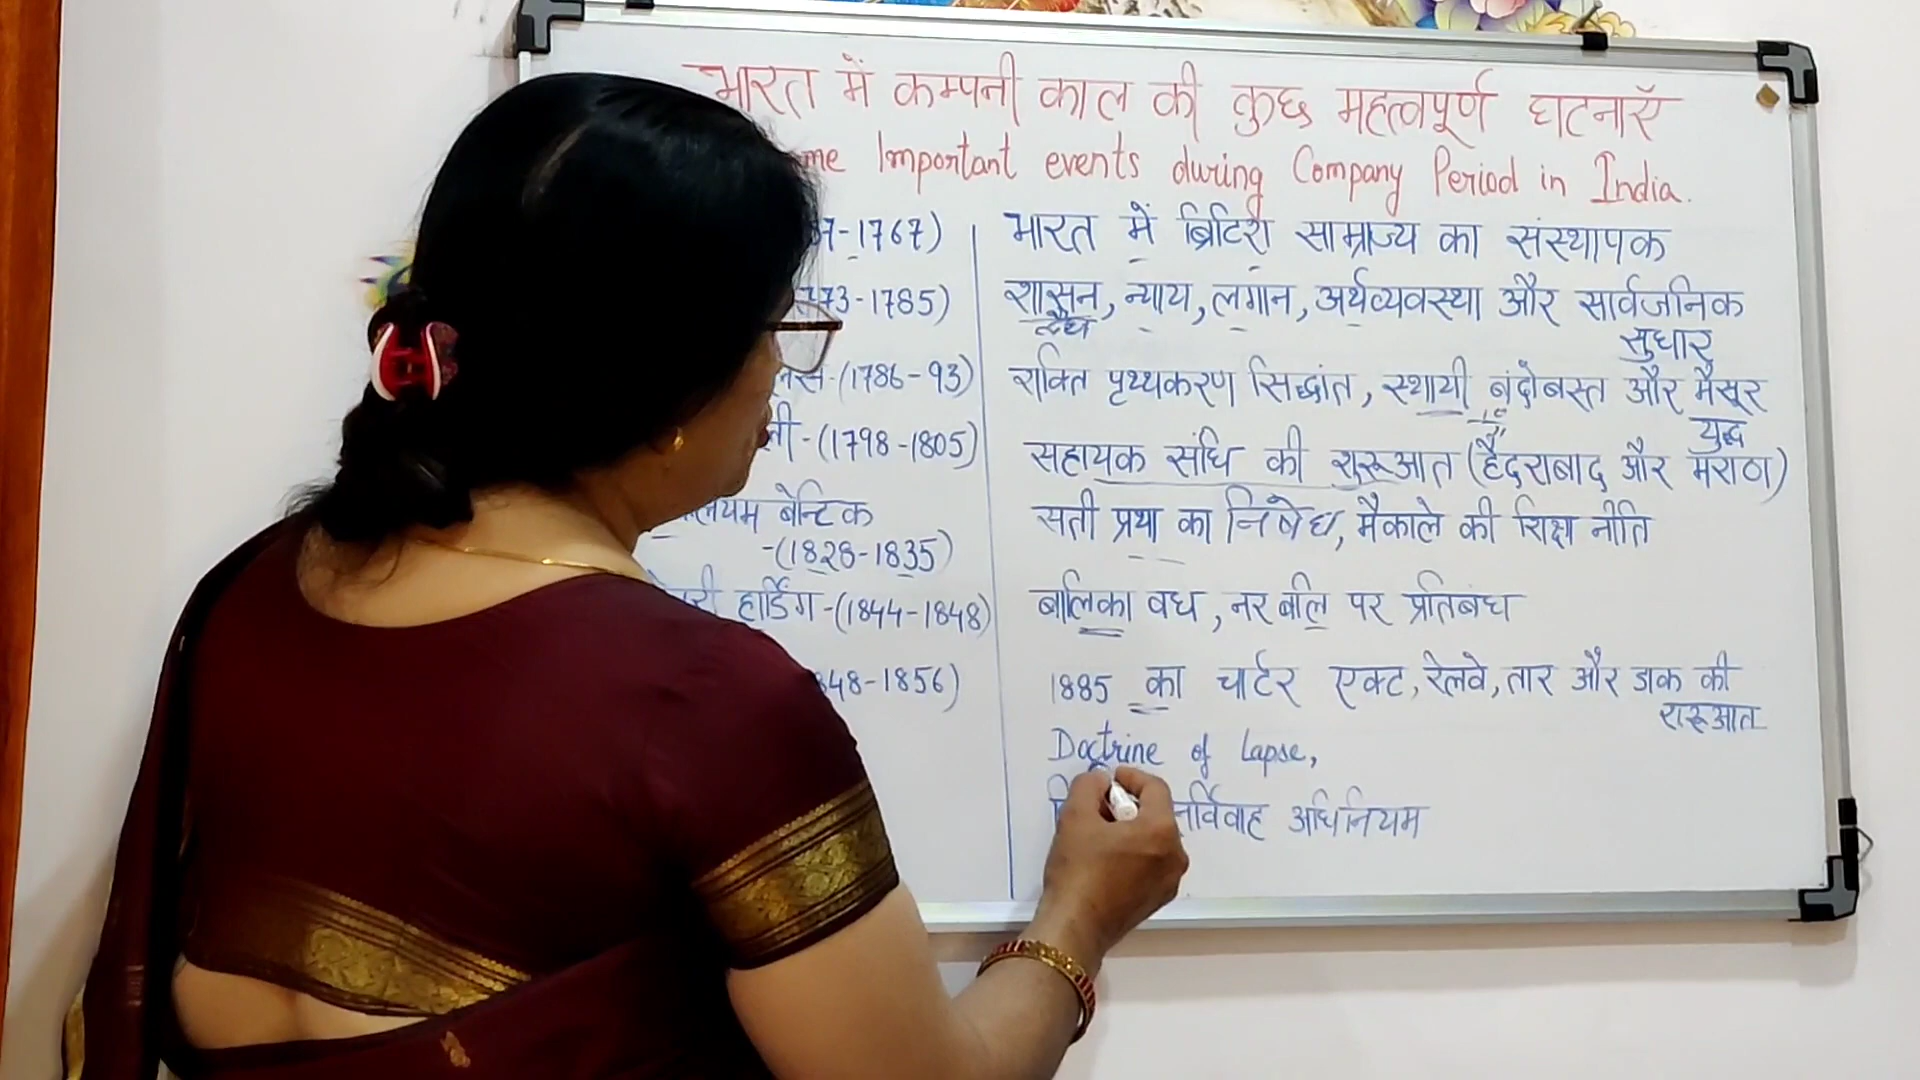 भारत में कम्पनी काल की कुछ महत्वपूर्ण घटनाएँ
Important events during Company Period in India.
7-1767) भारत में ब्रिटिश साम्राज्य का संस्थापक
773-1785) शासन, न्याय, लगान, अर्थव्यवस्था और सार्वजनिक
द्वैध सुधार
(1786-93) शक्ति पृथ्यकरण सिद्धांत, स्थायी बंदोबस्त और मैसूर
युद्ध
-(1798-1805) सहायक संधि की शुरूआत (हैदराबाद और मराठा)
बेन्टिक सती प्रथा का निषेध, मैकाले की शिक्षा नीति
-(1828-1835)
हार्डिंग-(1844-1848) बालिका वध, नर बलि पर प्रतिबंध
48-1856) 1885 का चार्टर एक्ट, रेलवे, तार और डाक की
शुरूआत
Doctrine of Lapse,
अधिनियम